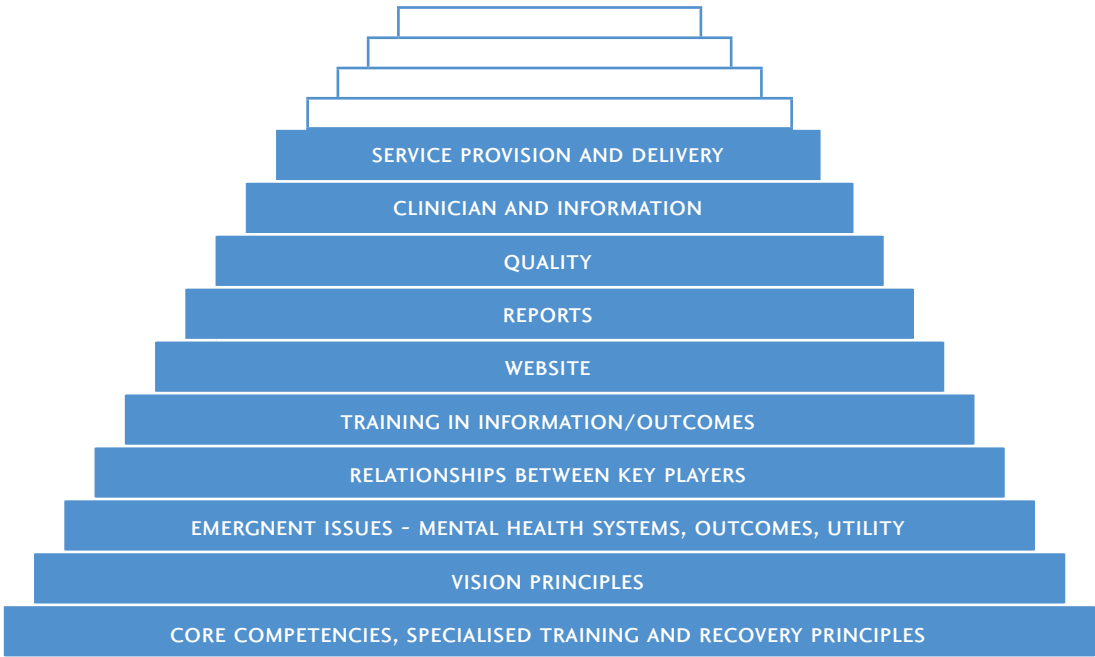 SERVICE PROVISION AND DELIVERY
CLINICIAN AND INFORMATION
QUALITY
REPORTS
WEBSITE
TRAINING IN INFORMATION/OUTCOMES
RELATIONSHIPS BETWEEN KEY PLAYERS
EMERGNENT ISSUES - MENTAL HEALTH SYSTEMS, OUTCOMES, UTILITY
VISION PRINCIPLES
CORE COMPETENCIES, SPECIALISED TRAINING AND RECOVERY PRINCIPLES